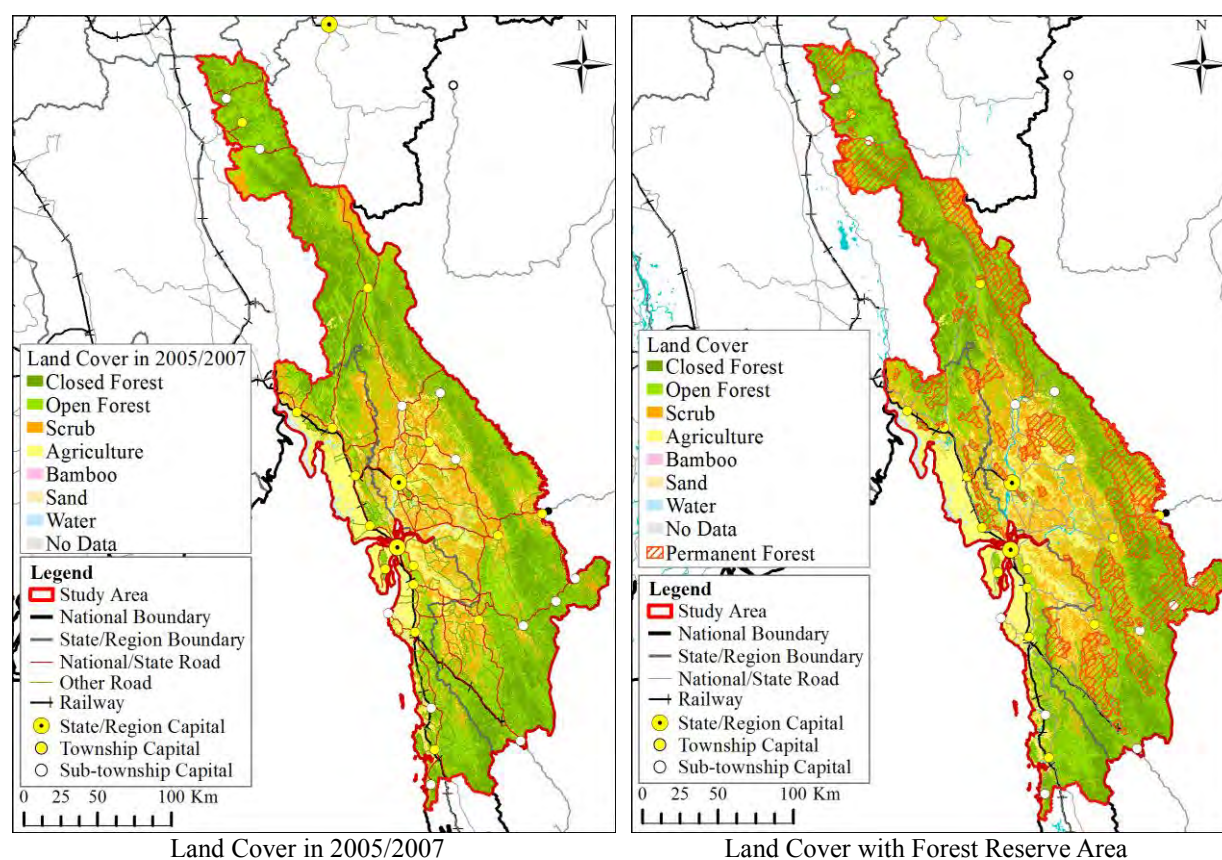 N
Land Cover in 2005/2007
Closed Forest
Open Forest
Scrub
Agriculture
Bamboo
Sand
Water
No Data
Legend
Study Area
National Boundary
State/Region Boundary
National/State Road
Other Road
Railway
State/Region Capital
Township Capital
Sub-township Capital
0 25 50 100 Km
Land Cover in 2005/2007
N
Land Cover
Closed Forest
Open Forest
Scrub
Agriculture
Bamboo
Sand
Water
No Data
Permanent Forest
Legend
Study Area
National Boundary
State/Region Boundary
National/State Road
Railway
State/Region Capital
Township Capital
Sub-township Capital
0 25 50 100 Km
Land Cover with Forest Reserve Area